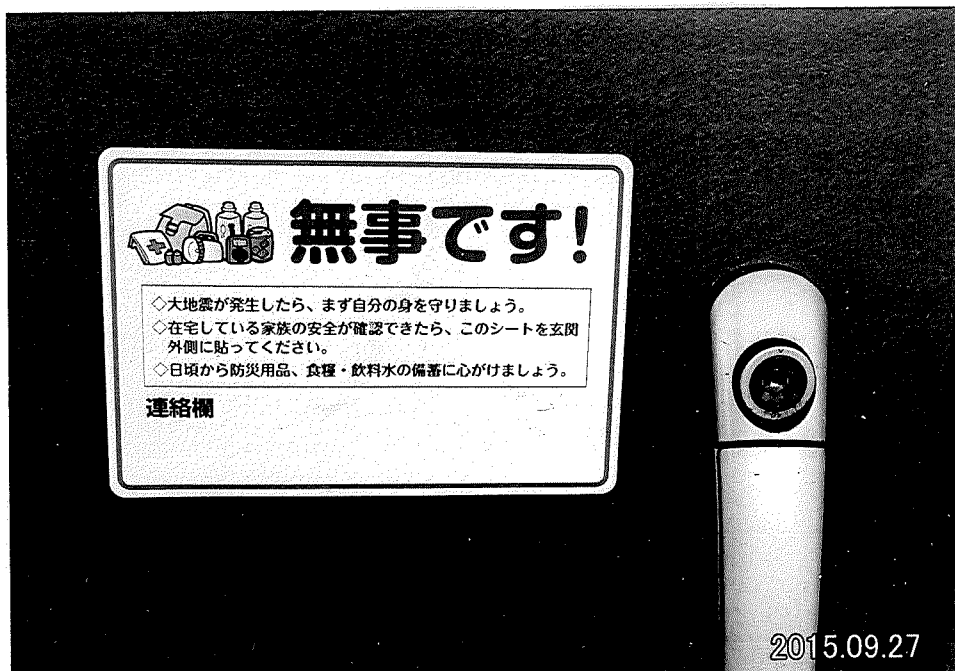 無事です!
◇大地震が発生したら、まず自分の身を守りましょう。
◇在宅している家族の安全が確認できたら、このシートを玄関
外側に貼ってください。
◇日頃から防災用品、食糧・飲料水の備蓄に心がけましょう。
連絡欄
2015.09.27